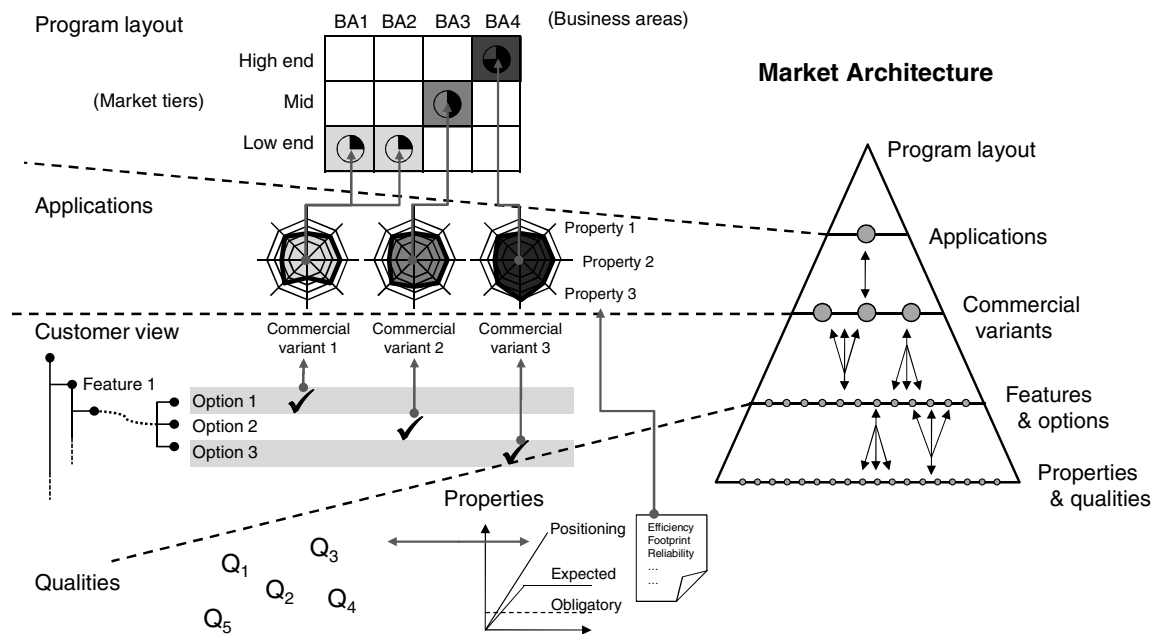 Program layout
BA1 BA2 BA3 BA4
(Business areas)
High end
(Market tiers)
Mid
Low end
Market Architecture
Program layout
Applications
Commercial
variants
Features
& options
Properties
& qualities
Applications
Property 1
Property 2
Property 3
Customer view
Commercial
variant 1
Commercial
variant 2
Commercial
variant 3
Feature 1
Option 1
Option 2
Option 3
Properties
Positioning
Expected
Obligatory
Efficiency
Footprint
Reliability
...
...
Qualities
Q1
Q2
Q3
Q4
Q5